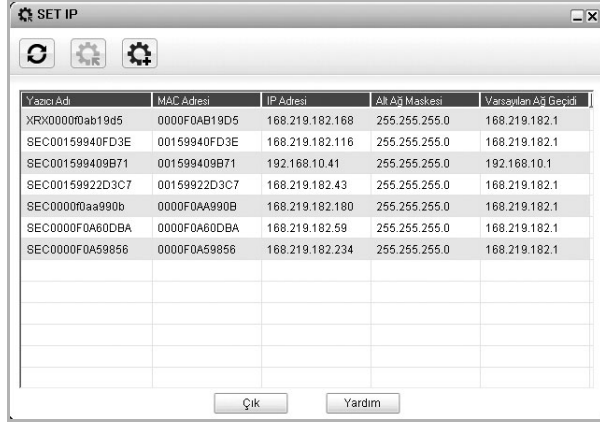 SET IP
Yazıcı Adı MAC Adresi IP Adresi Alt Ağ Maskesi Varsayılan Ağ Geçidi
XRX0000f0ab19d5 0000F0AB19D5 168.219.182.168 255.255.255.0 168.219.182.1
SEC00159940FD3E 00159940FD3E 168.219.182.116 255.255.255.0 168.219.182.1
SEC001599409B71 001599409B71 192.168.10.41 255.255.255.0 192.168.10.1
SEC00159922D3C7 00159922D3C7 168.219.182.43 255.255.255.0 168.219.182.1
SEC0000f0aa990b 0000F0AA990B 168.219.182.180 255.255.255.0 168.219.182.1
SEC0000F0A60DBA 0000F0A60DBA 168.219.182.59 255.255.255.0 168.219.182.1
SEC0000F0A59856 0000F0A59856 168.219.182.234 255.255.255.0 168.219.182.1
Çık Yardım